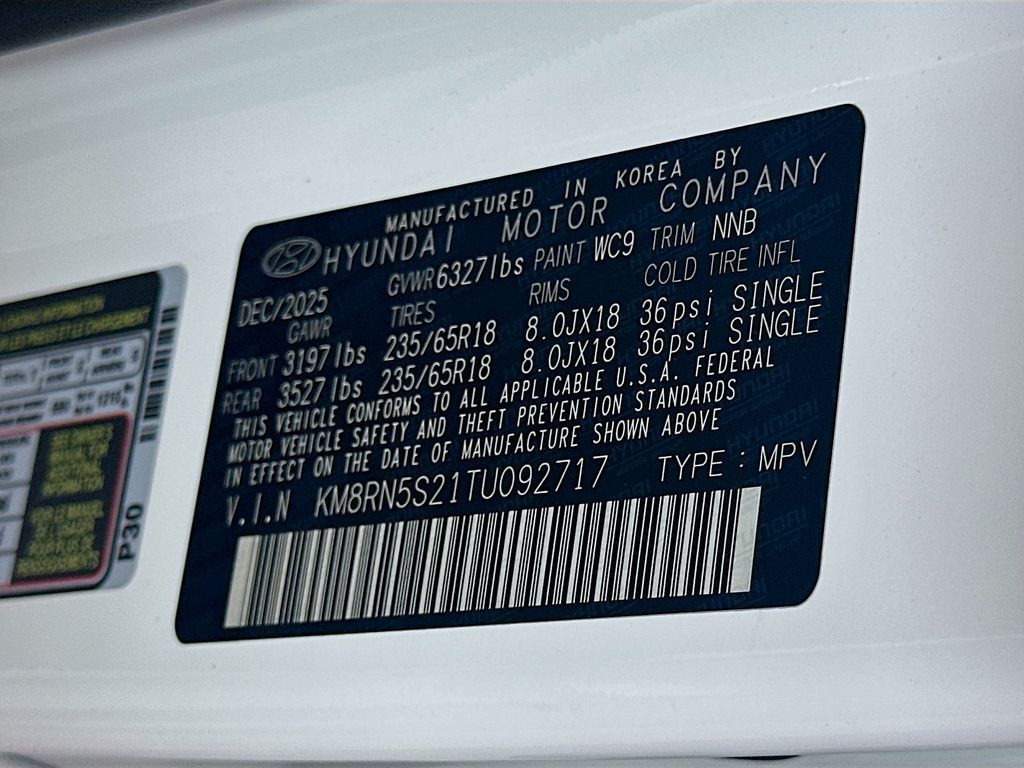 MANUFACTURED IN KOREA BY
HYUNDAI MOTOR COMPANY
DEC/2025 GVWR 6327lbs PAINT WC9 TRIM NNB
GAWR TIRES RIMS COLD TIRE INFL
FRONT 3197lbs 235/65R18 8.0JX18 36psi SINGLE
REAR 3527lbs 235/65R18 8.0JX18 36psi SINGLE
THIS VEHICLE CONFORMS TO ALL APPLICABLE U.S.A. FEDERAL
MOTOR VEHICLE SAFETY AND THEFT PREVENTION STANDARDS
IN EFFECT ON THE DATE OF MANUFACTURE SHOWN ABOVE
V.I.N KM8RN5S21TU092717 TYPE : MPV
P30